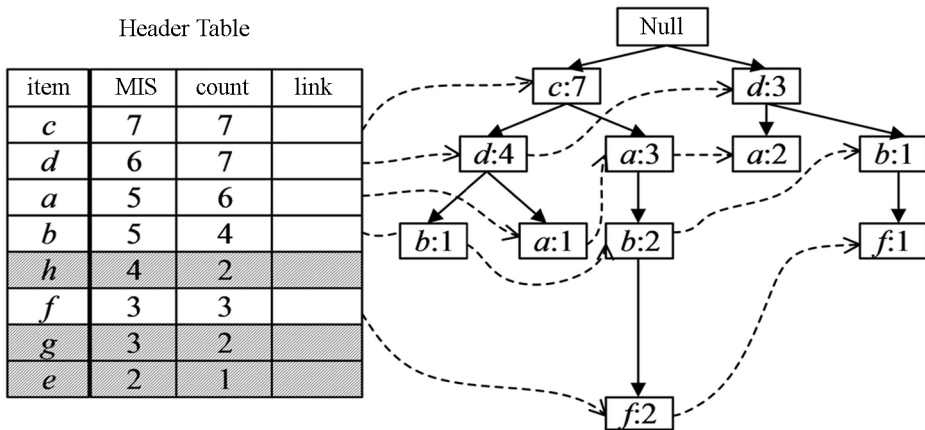 Header Table
item MIS count link
c 7 7
d 6 7
a 5 6
b 5 4
h 4 2
f 3 3
g 3 2
e 2 1
Null
c:7 d:3
d:4 a:3 a:2 b:1
b:1 a:1 b:2 f:1
f:2